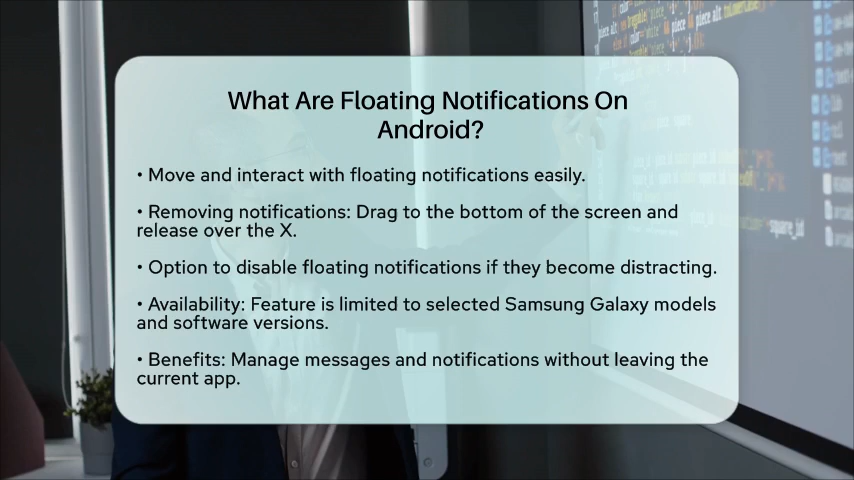 What Are Floating Notifications On
Android?
• Move and interact with floating notifications easily.
• Removing notifications: Drag to the bottom of the screen and
release over the X.
• Option to disable floating notifications if they become distracting.
• Availability: Feature is limited to selected Samsung Galaxy models
and software versions.
• Benefits: Manage messages and notifications without leaving the
current app.